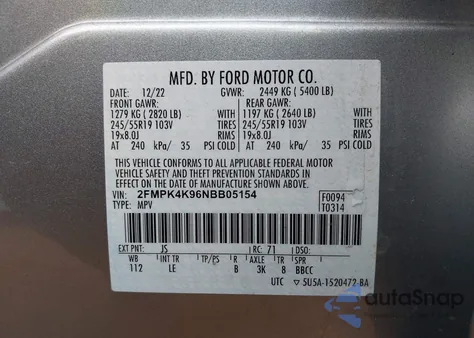 MFD. BY FORD MOTOR CO.
DATE: 12/22 GVWR: 2449 KG ( 5400 LB)
FRONT GAWR: REAR GAWR:
1279 KG ( 2820 LB) WITH 1197 KG ( 2640 LB) WITH
245/55R19 103V TIRES 245/55R19 103V TIRES
19x8.0J RIMS 19x8.0J RIMS
AT 240 kPa/ 35 PSI COLD AT 240 kPa/ 35 PSI COLD
THIS VEHICLE CONFORMS TO ALL APPLICABLE FEDERAL MOTOR
VEHICLE SAFETY AND THEFT PREVENTION STANDARDS IN EFFECT
ON THE DATE OF MANUFACTURE SHOWN ABOVE.
VIN: 2FMPK4K96NBB05154 F0094
TYPE: MPV T0314
EXT PNT: JS RC: 71 DSO:
WB INT TR TP/PS R AXLE TR SPR
112 LE B 3K 8 BBCC
UTC ▽ 5U5A-1520472-BA
autoSnap